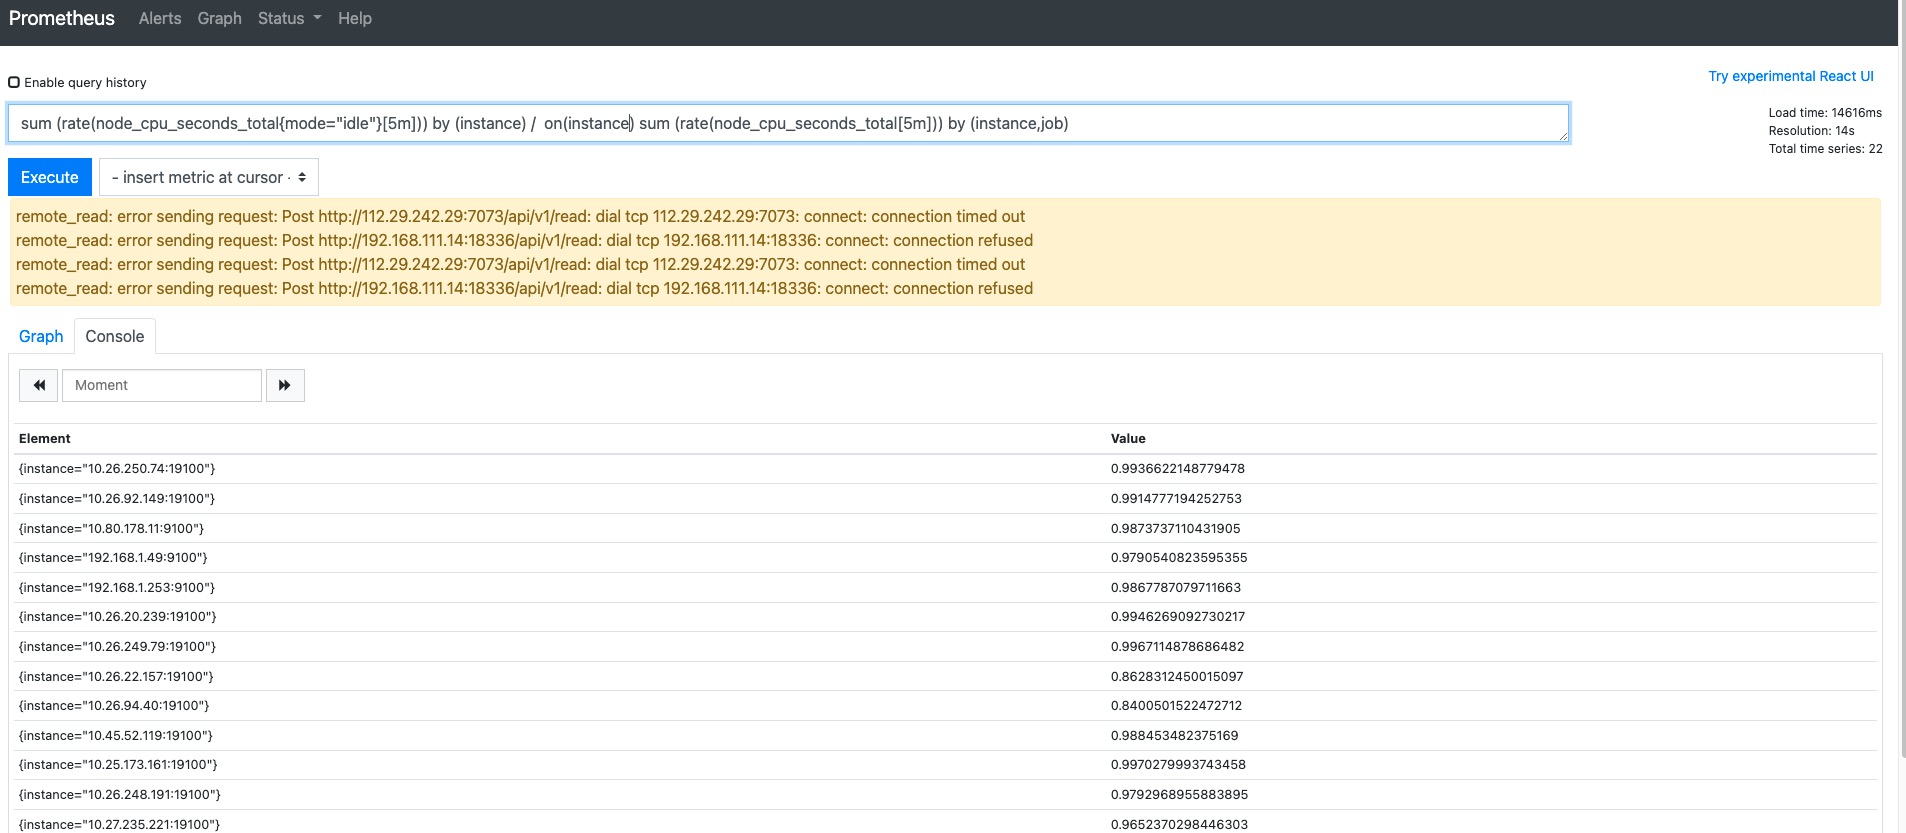 Prometheus Alerts Graph Status Help
Enable query history
Try experimental React UI
sum (rate(node_cpu_seconds_total{mode="idle"}[5m])) by (instance) /  on(instance) sum (rate(node_cpu_seconds_total[5m])) by (instance,job)
Load time: 14616ms
Resolution: 14s
Total time series: 22
Execute - insert metric at cursor -
remote_read: error sending request: Post http://112.29.242.29:7073/api/v1/read: dial tcp 112.29.242.29:7073: connect: connection timed out
remote_read: error sending request: Post http://192.168.111.14:18336/api/v1/read: dial tcp 192.168.111.14:18336: connect: connection refused
remote_read: error sending request: Post http://112.29.242.29:7073/api/v1/read: dial tcp 112.29.242.29:7073: connect: connection timed out
remote_read: error sending request: Post http://192.168.111.14:18336/api/v1/read: dial tcp 192.168.111.14:18336: connect: connection refused
Graph Console
Moment
Element Value
{instance="10.26.250.74:19100"} 0.9936622148779478
{instance="10.26.92.149:19100"} 0.9914777194252753
{instance="10.80.178.11:9100"} 0.9873737110431905
{instance="192.168.1.49:9100"} 0.9790540823595355
{instance="192.168.1.253:9100"} 0.9867787079711663
{instance="10.26.20.239:19100"} 0.9946269092730217
{instance="10.26.249.79:19100"} 0.9967114878686482
{instance="10.26.22.157:19100"} 0.8628312450015097
{instance="10.26.94.40:19100"} 0.8400501522472712
{instance="10.45.52.119:19100"} 0.988453482375169
{instance="10.25.173.161:19100"} 0.9970279993743458
{instance="10.26.248.191:19100"} 0.9792968955883895
{instance="10.27.235.221:19100"} 0.9652370298446303